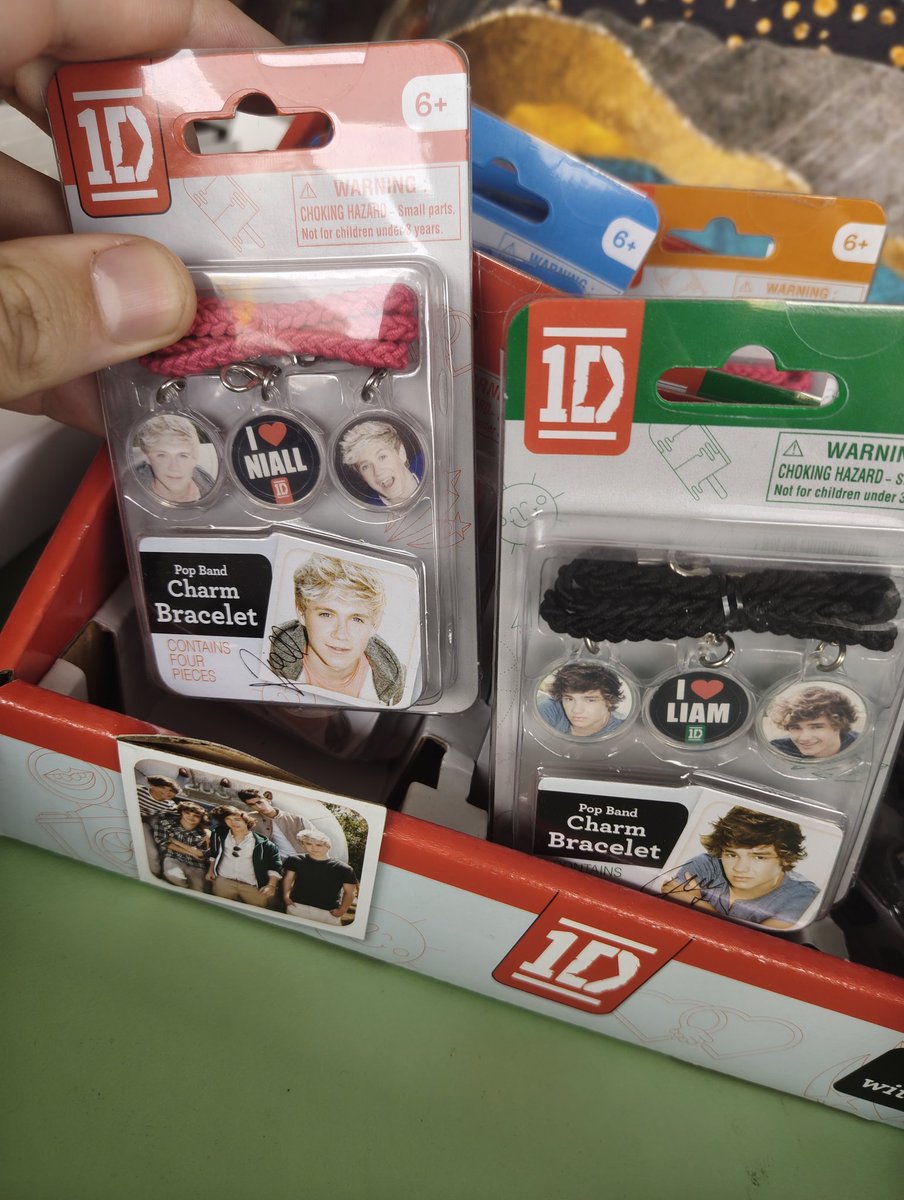 1D
6+
WARNING:
CHOKING HAZARD - Small parts.
Not for children under 3 years.
I ❤
NIALL
1D
Pop Band
Charm
Bracelet
CONTAINS
FOUR
PIECES
6+
WARNING
6+
WARNING:
1D
WARNIN
CHOKING HAZARD - S
Not for children under 3
I ❤
LIAM
1D
Pop Band
Charm
Bracelet
1D